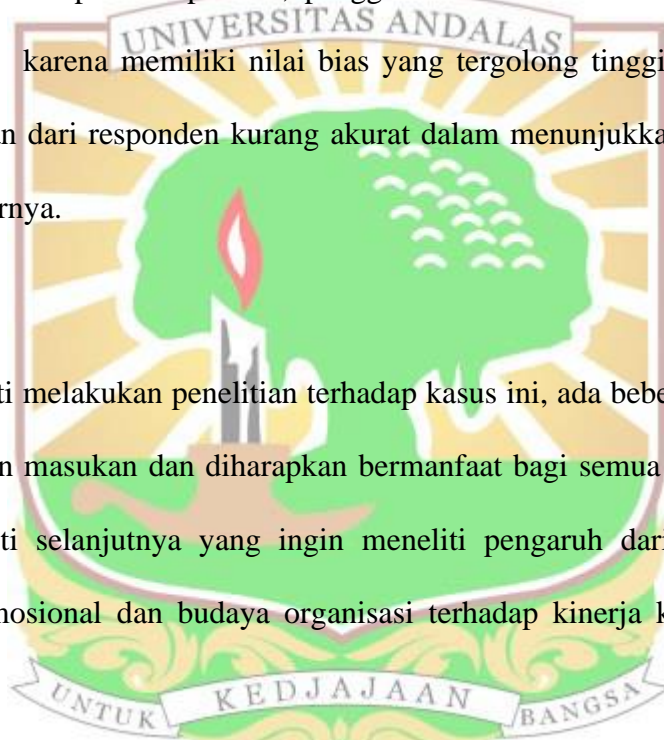 UNIVERSITAS ANDALAS
karena memiliki nilai bias yang tergolong tinggi
dari responden kurang akurat dalam menunjukka
rnya.
ti melakukan penelitian terhadap kasus ini, ada bebe
n masukan dan diharapkan bermanfaat bagi semua
ti selanjutnya yang ingin meneliti pengaruh dari
nosional dan budaya organisasi terhadap kinerja k
UNTUK KEDJAJAAN BANGSA